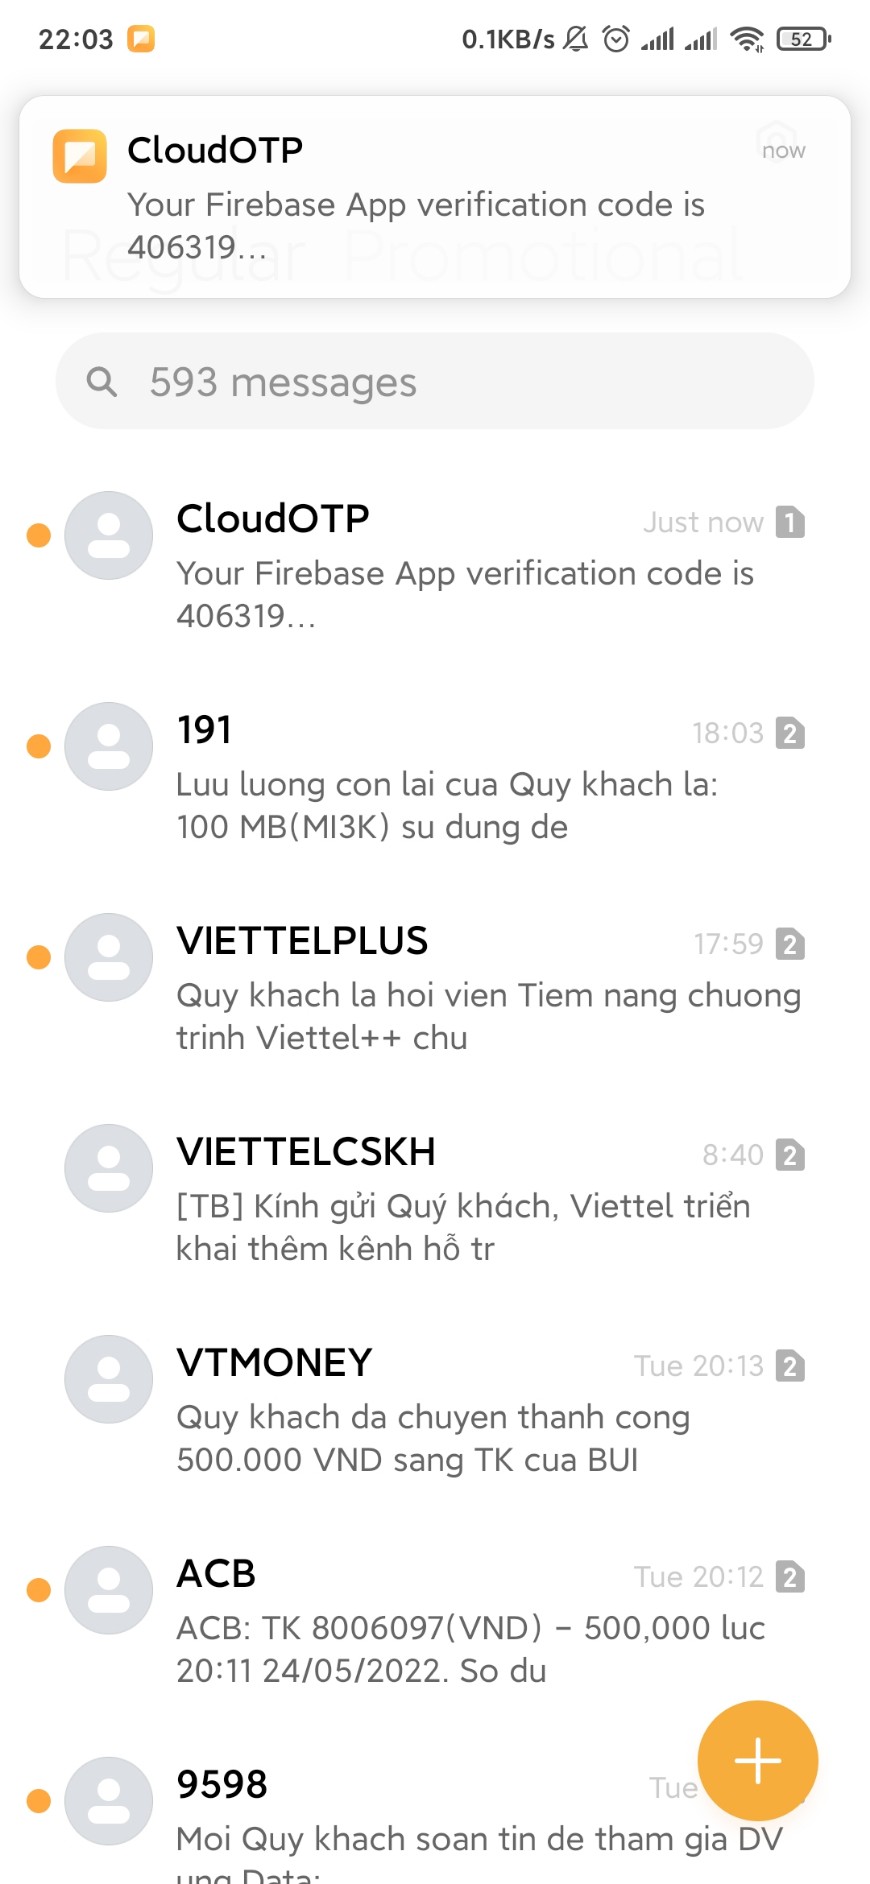 22:03
0.1KB/s
52
CloudOTP
now
Your Firebase App verification code is
406319...
Regular Promotional
593 messages
CloudOTP
Just now 1
Your Firebase App verification code is
406319...
191
18:03 2
Luu luong con lai cua Quy khach la:
100 MB(MI3K) su dung de
VIETTELPLUS
17:59 2
Quy khach la hoi vien Tiem nang chuong
trinh Viettel++ chu
VIETTELCSKH
8:40 2
[TB] Kính gửi Quý khách, Viettel triển
khai thêm kênh hỗ tr
VTMONEY
Tue 20:13 2
Quy khach da chuyen thanh cong
500.000 VND sang TK cua BUI
ACB
Tue 20:12 2
ACB: TK 8006097(VND) - 500,000 luc
20:11 24/05/2022. So du
9598
Tue
Moi Quy khach soan tin de tham gia DV
ung Data: